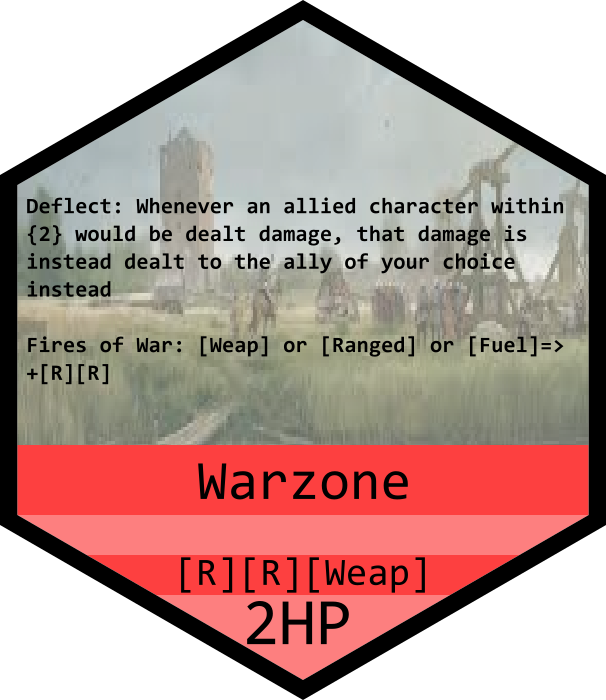 Deflect: Whenever an allied character within
{2} would be dealt damage, that damage is
instead dealt to the ally of your choice
instead
Fires of War: [Weap] or [Ranged] or [Fuel]=>
+[R][R]
Warzone
[R][R][Weap]
2HP